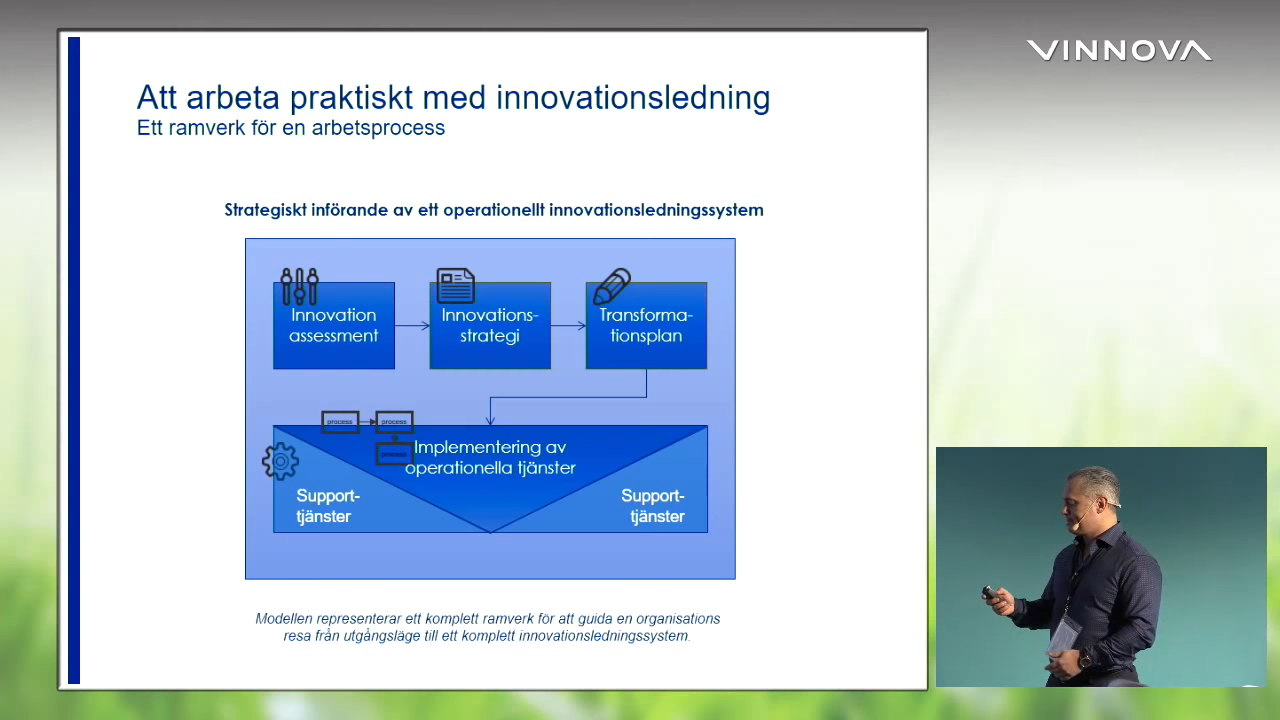 VINNOVA
Att arbeta praktiskt med innovationsledning
Ett ramverk för en arbetsprocess
Strategiskt införande av ett operationellt innovationsledningssystem
Innovation
assessment
Innovations-
strategi
Transforma-
tionsplan
process
process
process
Implementering av
operationella tjänster
Support-
tjänster
Support-
tjänster
Modellen representerar ett komplett ramverk för att guida en organisations
resa från utgångsläge till ett komplett innovationsledningssystem.